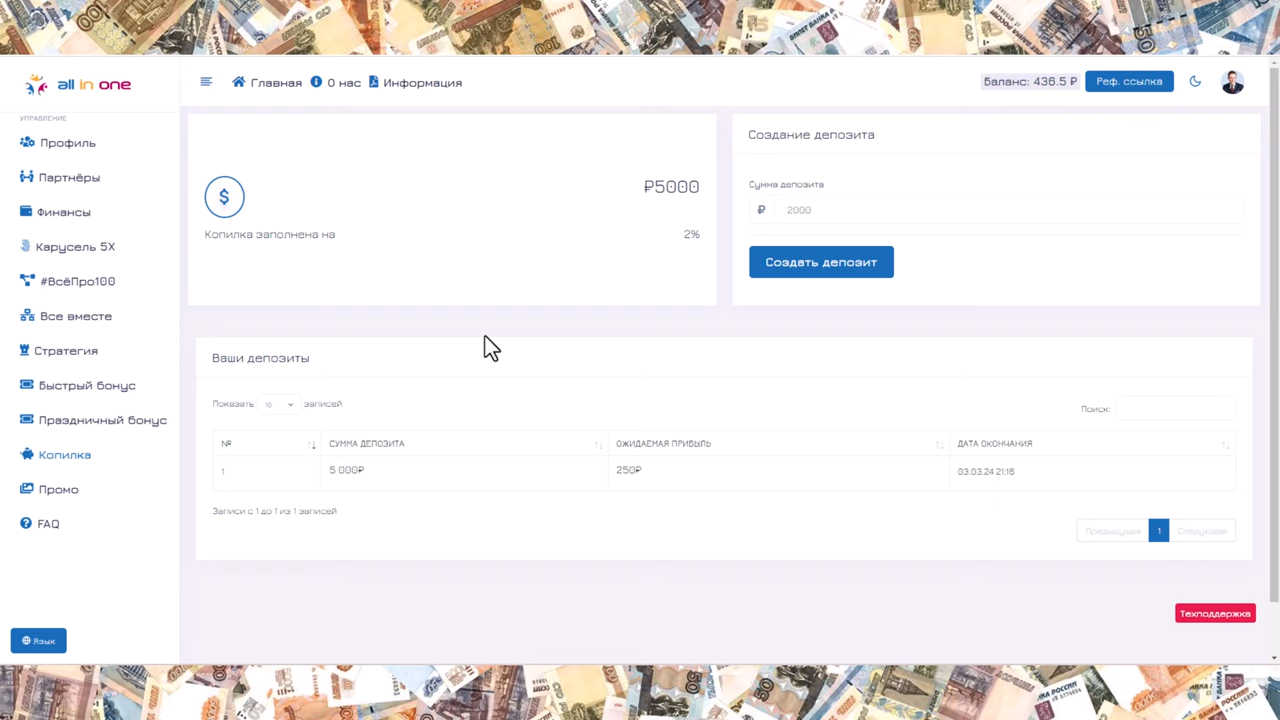 all in one
Главная О нас Информация
Баланс: 436.5 ₽ Реф. ссылка
УПРАВЛЕНИЕ
Профиль
Партнёры
Финансы
Карусель 5X
#ВсёПро100
Все вместе
Стратегия
Быстрый бонус
Праздничный бонус
Копилка
Промо
FAQ
Язык
₽5000
Копилка заполнена на 2%
Создание депозита
Сумма депозита
₽ 2000
Создать депозит
Ваши депозиты
Показать 10 записей
Поиск:
№ СУММА ДЕПОЗИТА ОЖИДАЕМАЯ ПРИБЫЛЬ ДАТА ОКОНЧАНИЯ
1 5 000₽ 250₽ 03.03.24 21:16
Записи с 1 до 1 из 1 записей
Предыдущая 1 Следующая
Техподдержка